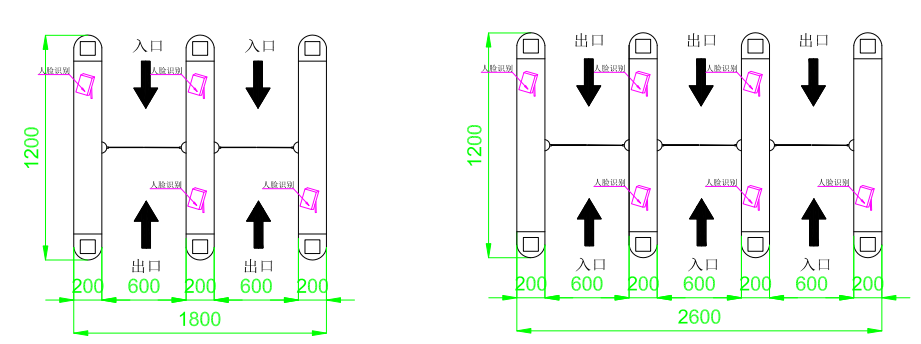 入口 入口
人脸识别 人脸识别
1200
人脸识别 人脸识别
出口 出口
200 600 200 600 200
1800
出口 出口 出口
人脸识别 人脸识别 人脸识别
1200
人脸识别 人脸识别 人脸识别
入口 入口 入口
200 600 200 600 200 600 200
2600